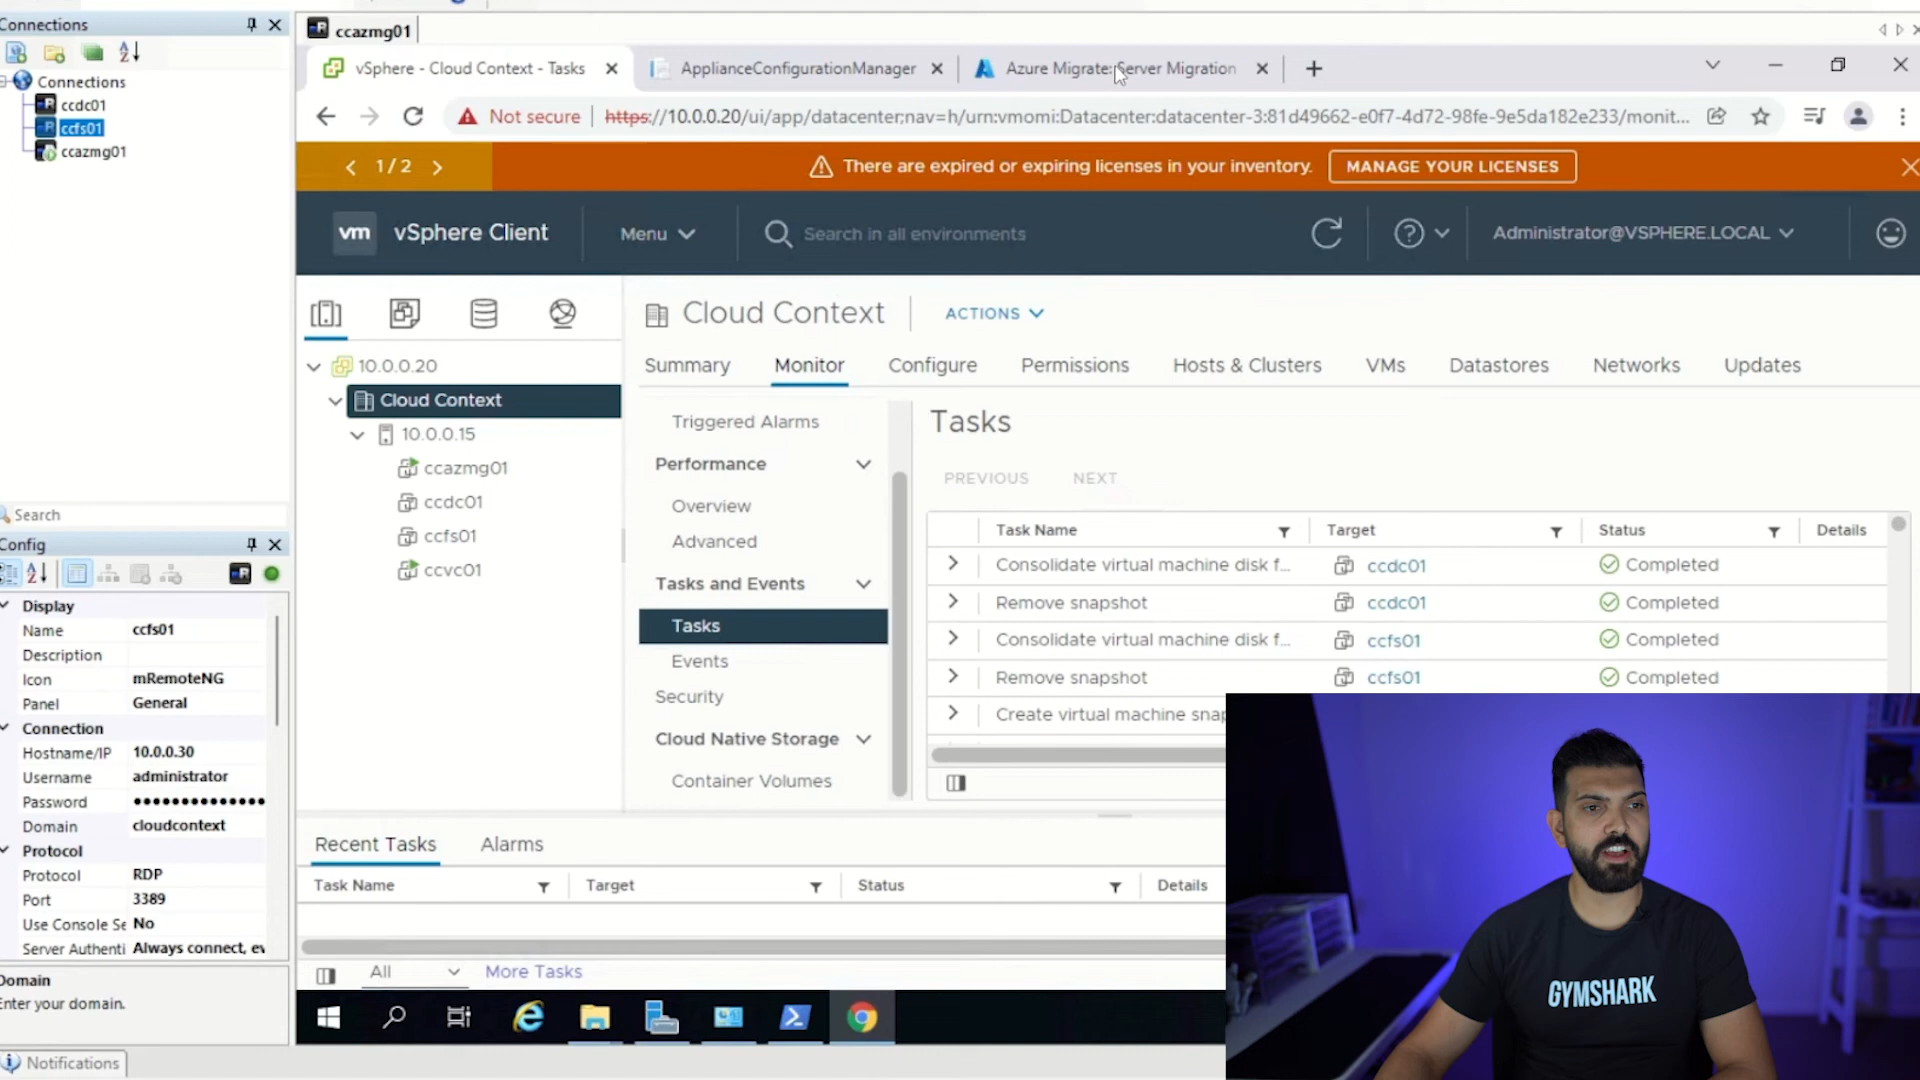 Connections
Connections
ccdc01
ccfs01
ccazmg01
Search
Config
Display
Name ccfs01
Description
Icon mRemoteNG
Panel General
Connection
Hostname/IP 10.0.0.30
Username administrator
Password ●●●●●●●●●●●●●●●
Domain cloudcontext
Protocol
Protocol RDP
Port 3389
Use Console Se No
Server Authenti Always connect, ev
Domain
Enter your domain.
Notifications
ccazmg01
vSphere - Cloud Context - Tasks
ApplianceConfigurationManager
Azure Migrate: Server Migration
Not secure
https://10.0.0.20/ui/app/datacenter;nav=h/urn:vmomi:Datacenter:datacenter-3:81d49662-e0f7-4d72-98fe-9e5da182e233/monit...
1/2
There are expired or expiring licenses in your inventory.
MANAGE YOUR LICENSES
vm vSphere Client
Menu
Search in all environments
Administrator@VSPHERE.LOCAL
10.0.0.20
Cloud Context
10.0.0.15
ccazmg01
ccdc01
ccfs01
ccvc01
Cloud Context
ACTIONS
Summary Monitor Configure Permissions Hosts & Clusters VMs Datastores Networks Updates
Triggered Alarms
Performance
Overview
Advanced
Tasks and Events
Tasks
Events
Security
Cloud Native Storage
Container Volumes
Tasks
PREVIOUS NEXT
Task Name Target Status Details
Consolidate virtual machine disk f... ccdc01 Completed
Remove snapshot ccdc01 Completed
Consolidate virtual machine disk f... ccfs01 Completed
Remove snapshot ccfs01 Completed
Create virtual machine snap
Recent Tasks Alarms
Task Name Target Status Details
All More Tasks
GYMSHARK